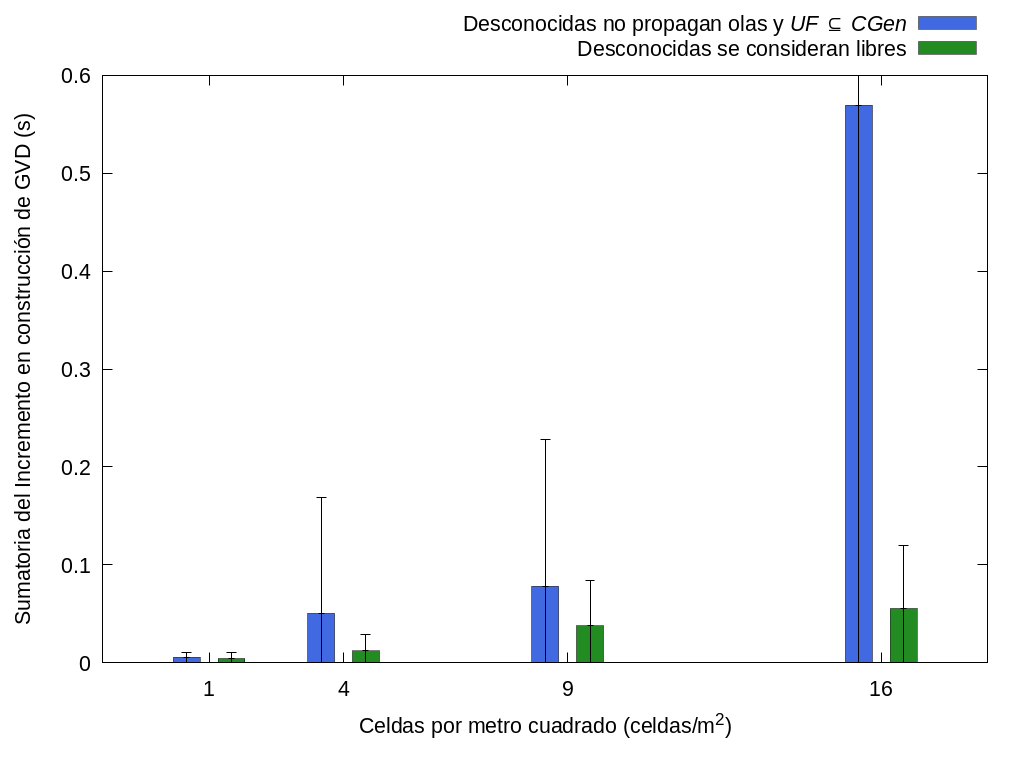 Desconocidas no propagan olas y UF ⊆ CGen
Desconocidas se consideran libres
Sumatoria del Incremento en construcción de GVD (s)
0.6
0.5
0.4
0.3
0.2
0.1
0
1 4 9 16
Celdas por metro cuadrado (celdas/m²)